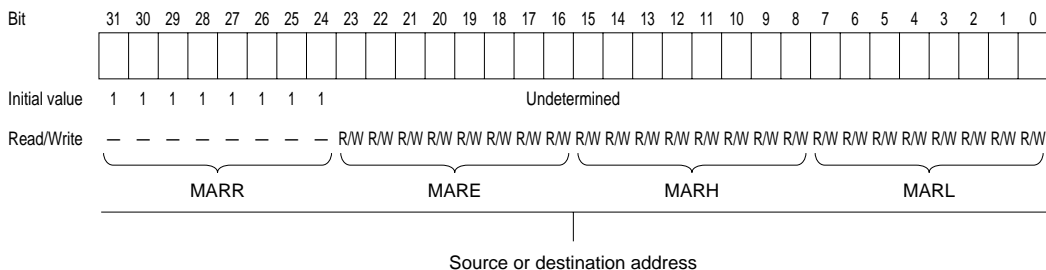 Bit 31 30 29 28 27 26 25 24 23 22 21 20 19 18 17 16 15 14 13 12 11 10 9 8 7 6 5 4 3 2 1 0
Initial value 1 1 1 1 1 1 1 1 Undetermined
Read/Write — — — — — — — — R/W R/W R/W R/W R/W R/W R/W R/W R/W R/W R/W R/W R/W R/W R/W R/W R/W R/W R/W R/W R/W R/W R/W R/W
MARR MARE MARH MARL
Source or destination address